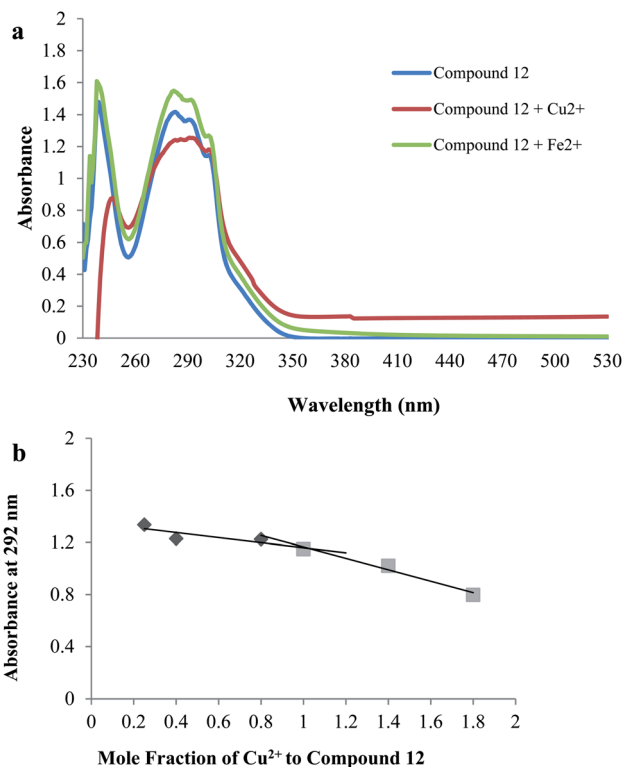 a
2
1.8
1.6
1.4
1.2
1
0.8
0.6
0.4
0.2
0
Absorbance
Compound 12
Compound 12 + Cu2+
Compound 12 + Fe2+
230 260 290 320 350 380 410 440 470 500 530
Wavelength (nm)
b
2
1.6
1.2
0.8
0.4
0
Absorbance at 292 nm
0 0.2 0.4 0.6 0.8 1 1.2 1.4 1.6 1.8 2
Mole Fraction of Cu²⁺ to Compound 12